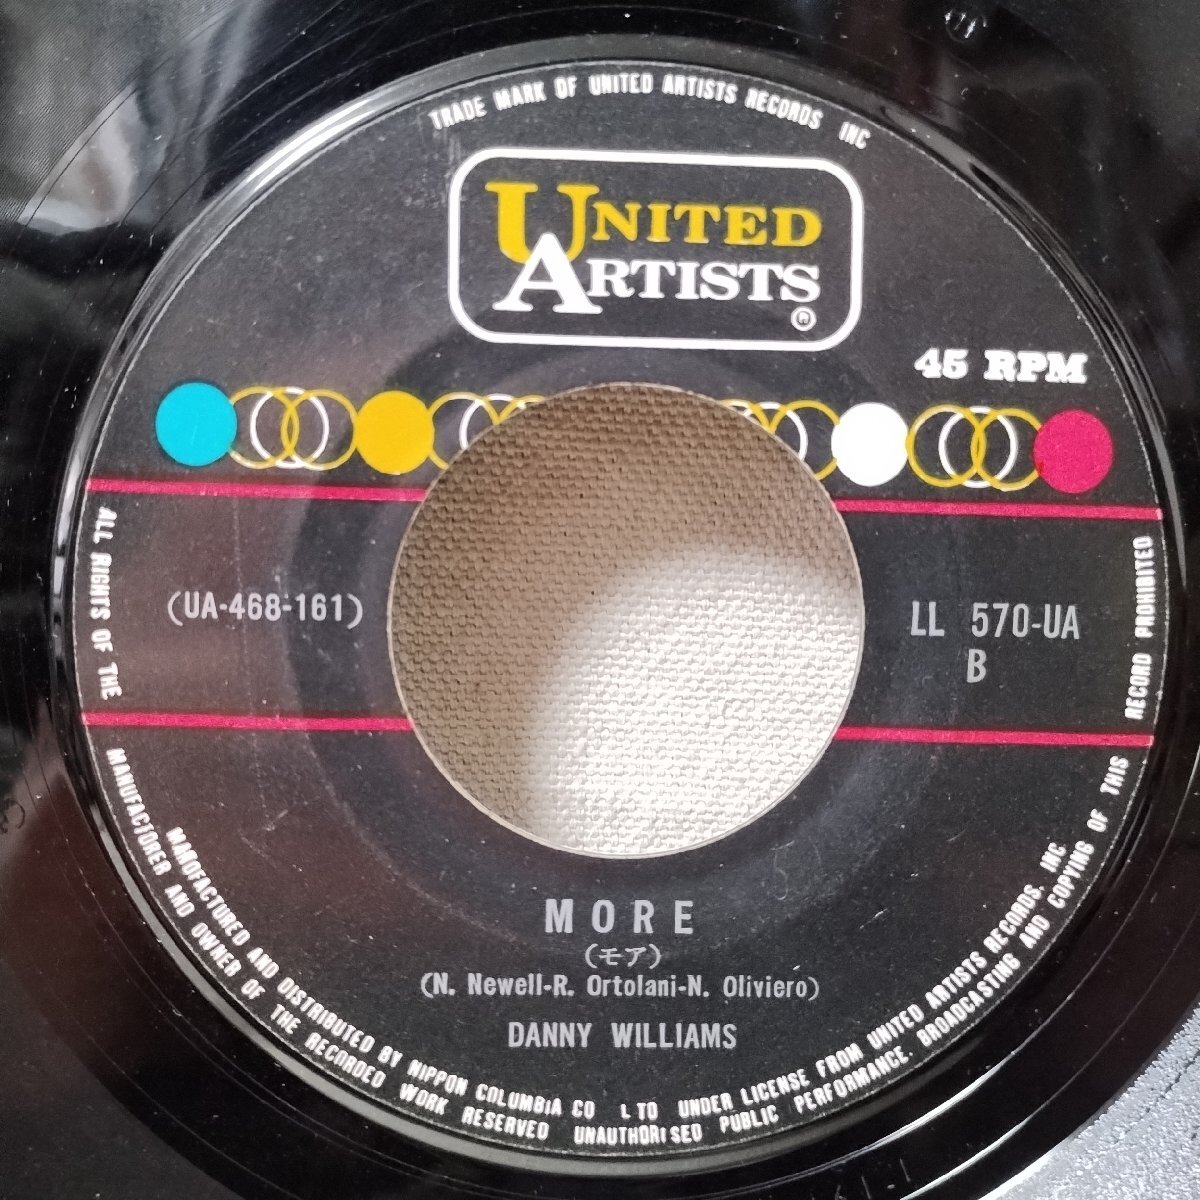 TRADE MARK OF UNITED ARTISTS RECORDS INC
UNITED
ARTISTS
®
45 RPM
(UA-468-161)
LL 570-UA
B
MORE
(モア)
(N. Newell-R. Ortolani-N. Oliviero)
DANNY WILLIAMS
MANUFACTURED AND DISTRIBUTED BY NIPPON COLUMBIA CO LTD UNDER LICENSE FROM UNITED ARTISTS RECORDS, INC.
ALL RIGHTS OF THE MANUFACTURER AND OWNER OF THE RECORDED WORK RESERVED UNAUTHORISED PUBLIC PERFORMANCE. BROADCASTING AND COPYING OF THIS RECORD PROHIBITED